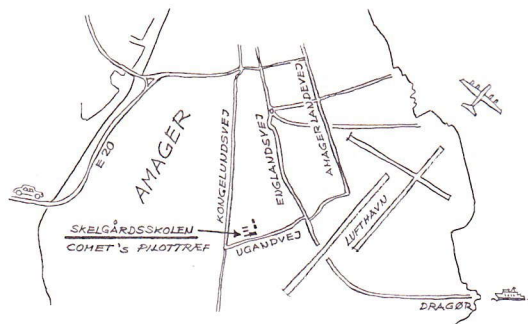 E 20
AMAGER
KONGELUNDSVEJ
ENGLANDSVEJ
AMAGERLANDEVEJ
SKELGÅRDSSKOLEN
COMET's PILOTTRÆF
UGANDVEJ
LUFTHAVN
DRAGØR